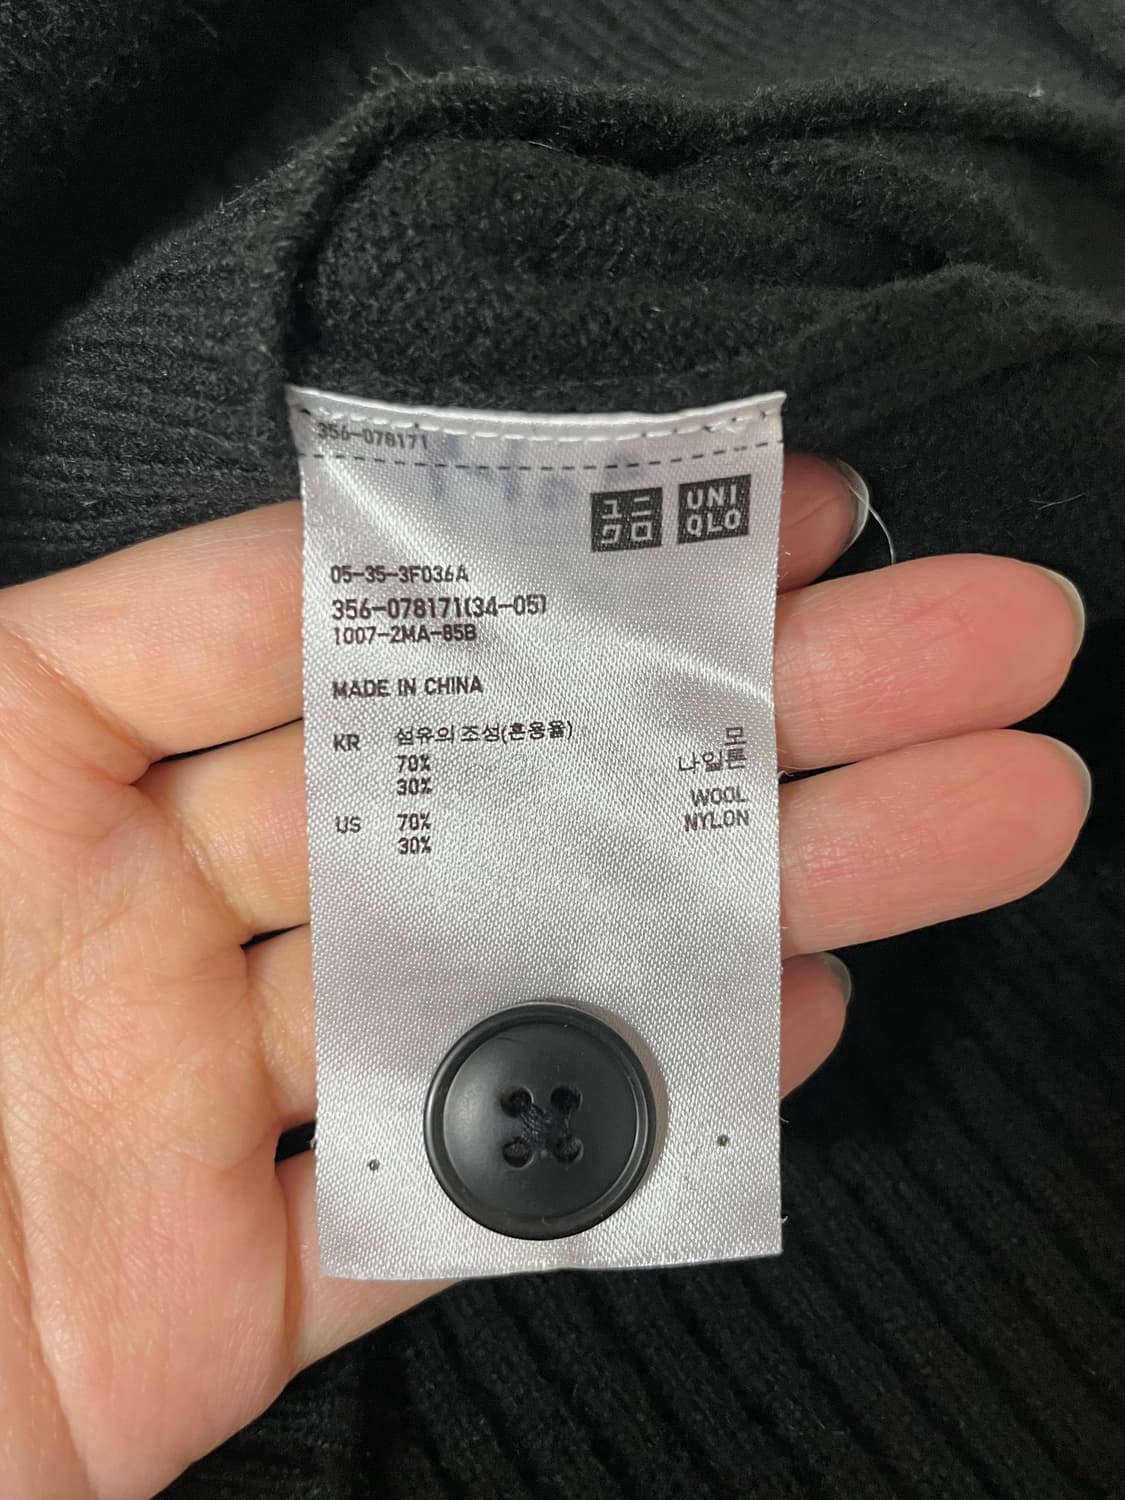 356-078171
ユニ UNI
クロ QLO
05-35-3F036A
356-078171(34-05)
1007-2MA-85B
MADE IN CHINA
KR 섬유의 조성(혼용율)
70% 모
30% 나일론
US 70% WOOL
30% NYLON